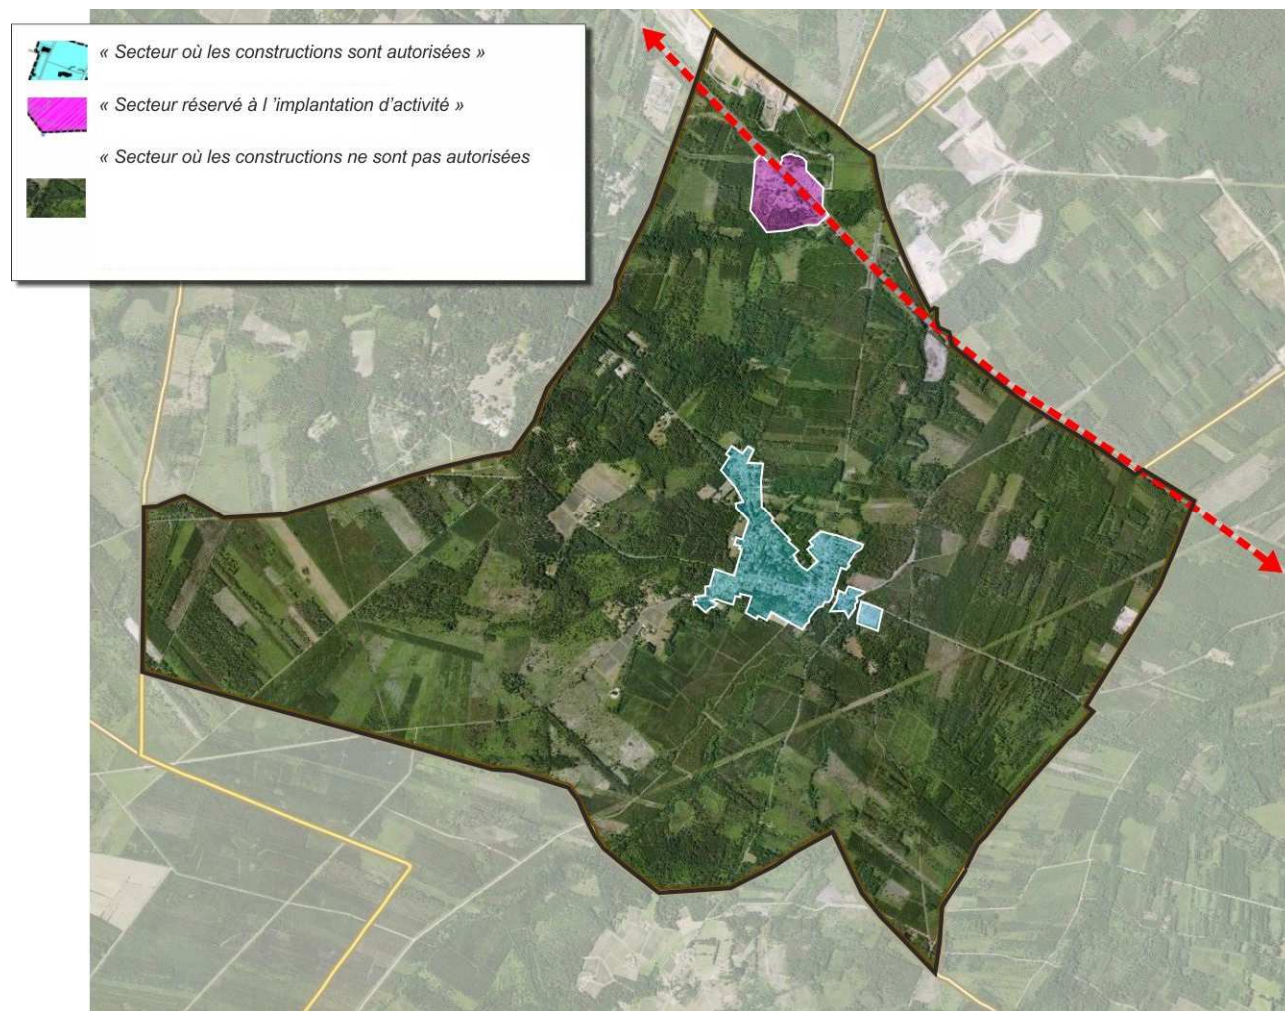 « Secteur où les constructions sont autorisées »
« Secteur réservé à l ’implantation d’activité »
« Secteur où les constructions ne sont pas autorisées